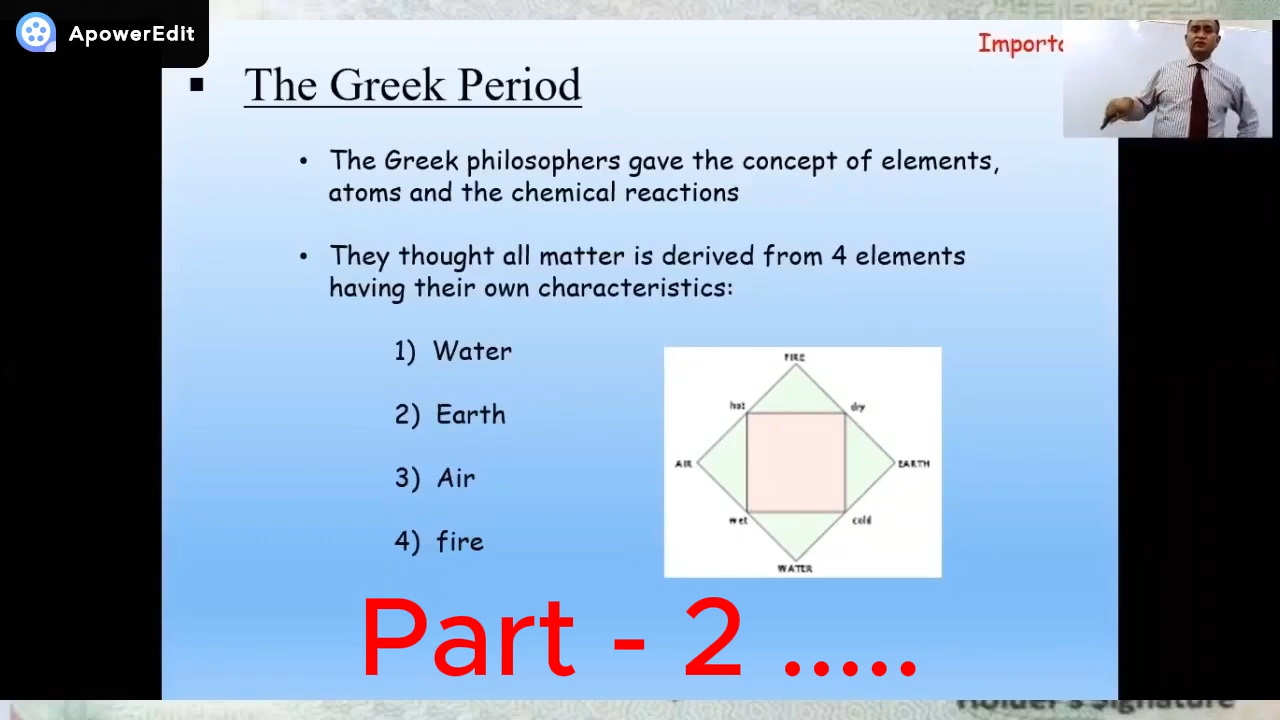 ApowerEdit
Importa
▪ The Greek Period
• The Greek philosophers gave the concept of elements,
atoms and the chemical reactions
• They thought all matter is derived from 4 elements
having their own characteristics:
1) Water
2) Earth
3) Air
4) fire
FIRE
hot
dry
AIR
EARTH
wet
cold
WATER
Part - 2 .....
Holder's Signature